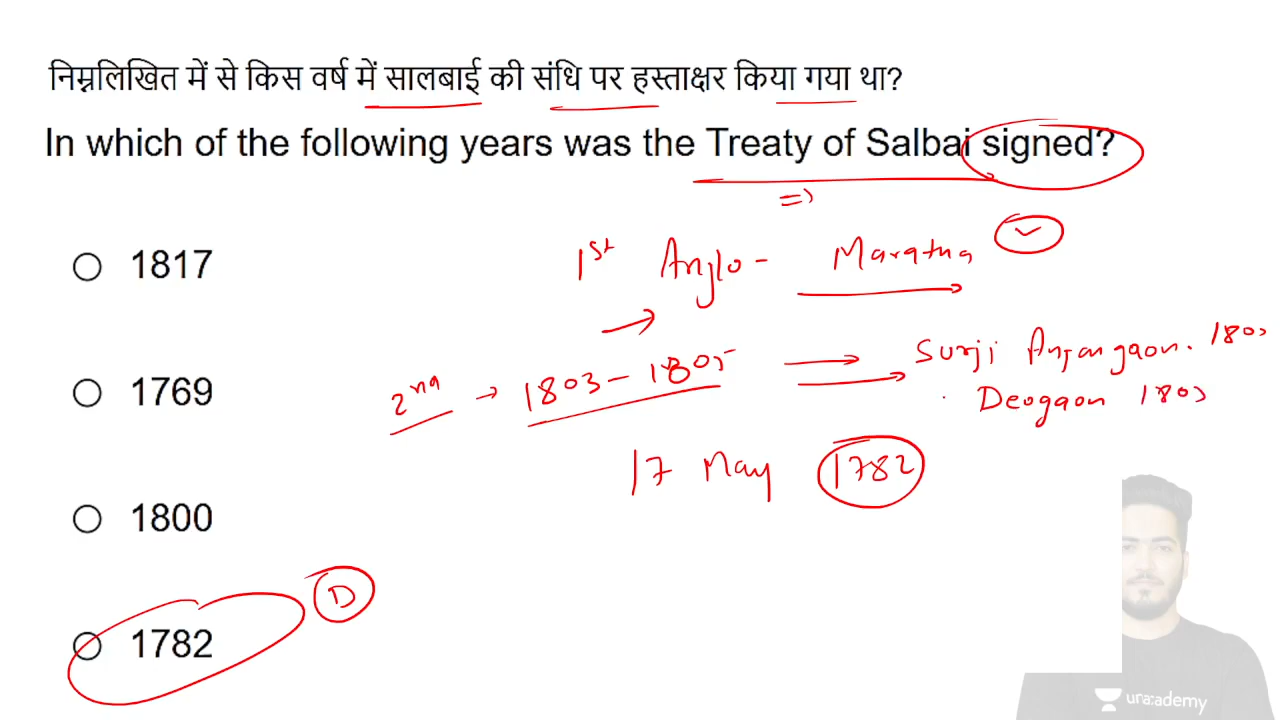 निम्नलिखित में से किस वर्ष में सालबाई की संधि पर हस्ताक्षर किया गया था?
In which of the following years was the Treaty of Salbai signed?
=>
1817
1st Anglo - Maratha
1769
2nd → 1803-1805
Surji Anjangaon. 1803
Deogaon 1803
17 May 1782
1800
1782
D